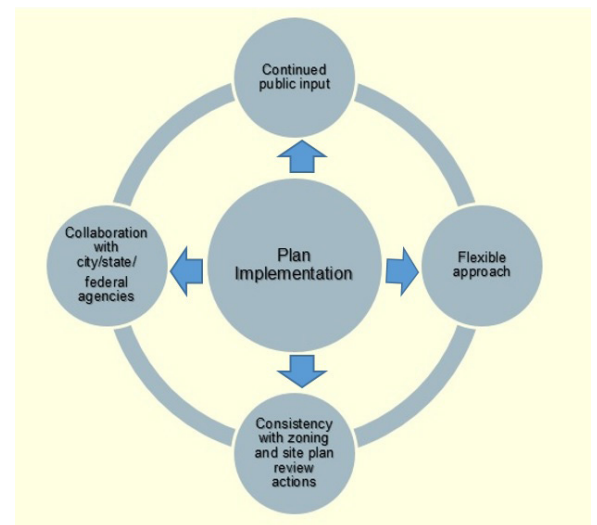 Continued
public input
Collaboration
with
city/state/
federal
agencies
Plan
Implementation
Flexible
approach
Consistency
with zoning
and site plan
review
actions